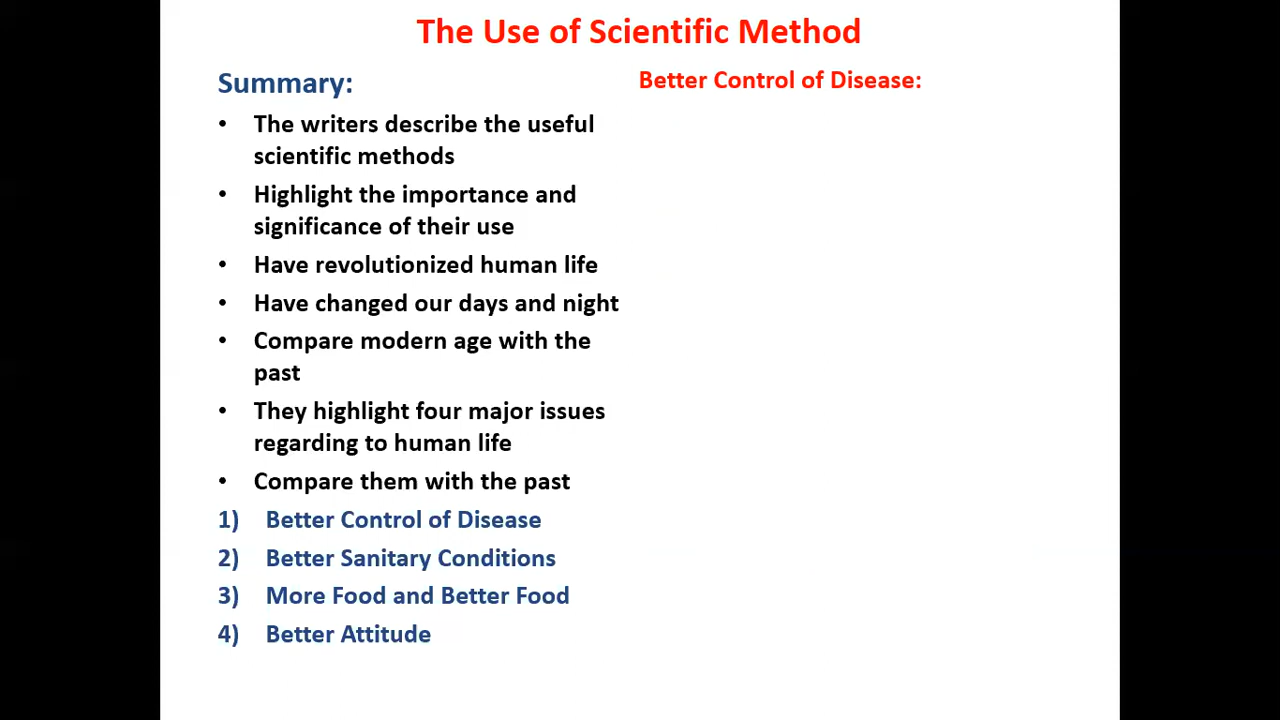 The Use of Scientific Method
Summary:
• The writers describe the useful
scientific methods
• Highlight the importance and
significance of their use
• Have revolutionized human life
• Have changed our days and night
• Compare modern age with the
past
• They highlight four major issues
regarding to human life
• Compare them with the past
1) Better Control of Disease
2) Better Sanitary Conditions
3) More Food and Better Food
4) Better Attitude
Better Control of Disease: